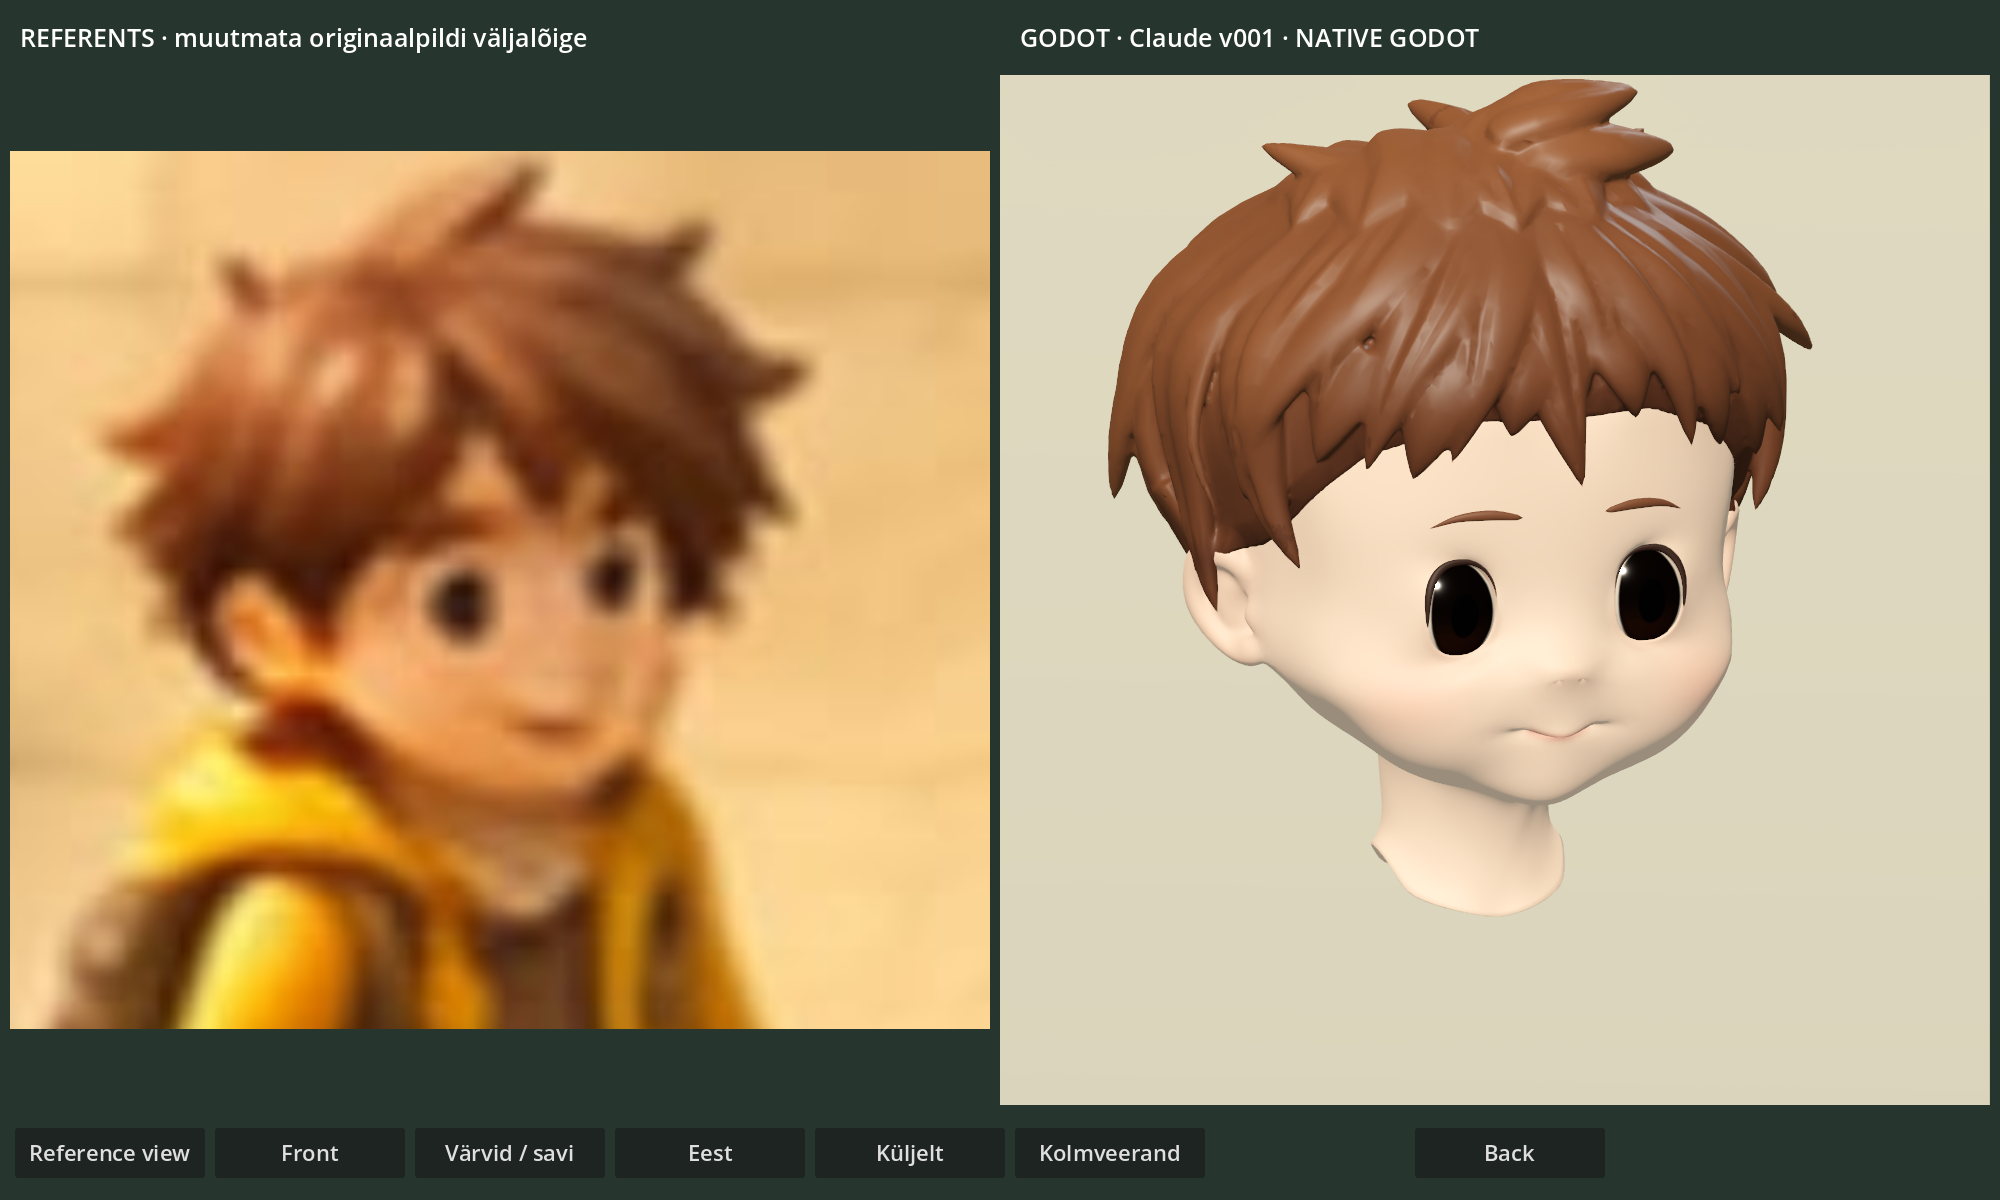 REFERENTS · muutmata originaalpildi väljalõige
GODOT · Claude v001 · NATIVE GODOT
Reference view
Front
Värvid / savi
Eest
Küljelt
Kolmveerand
Back